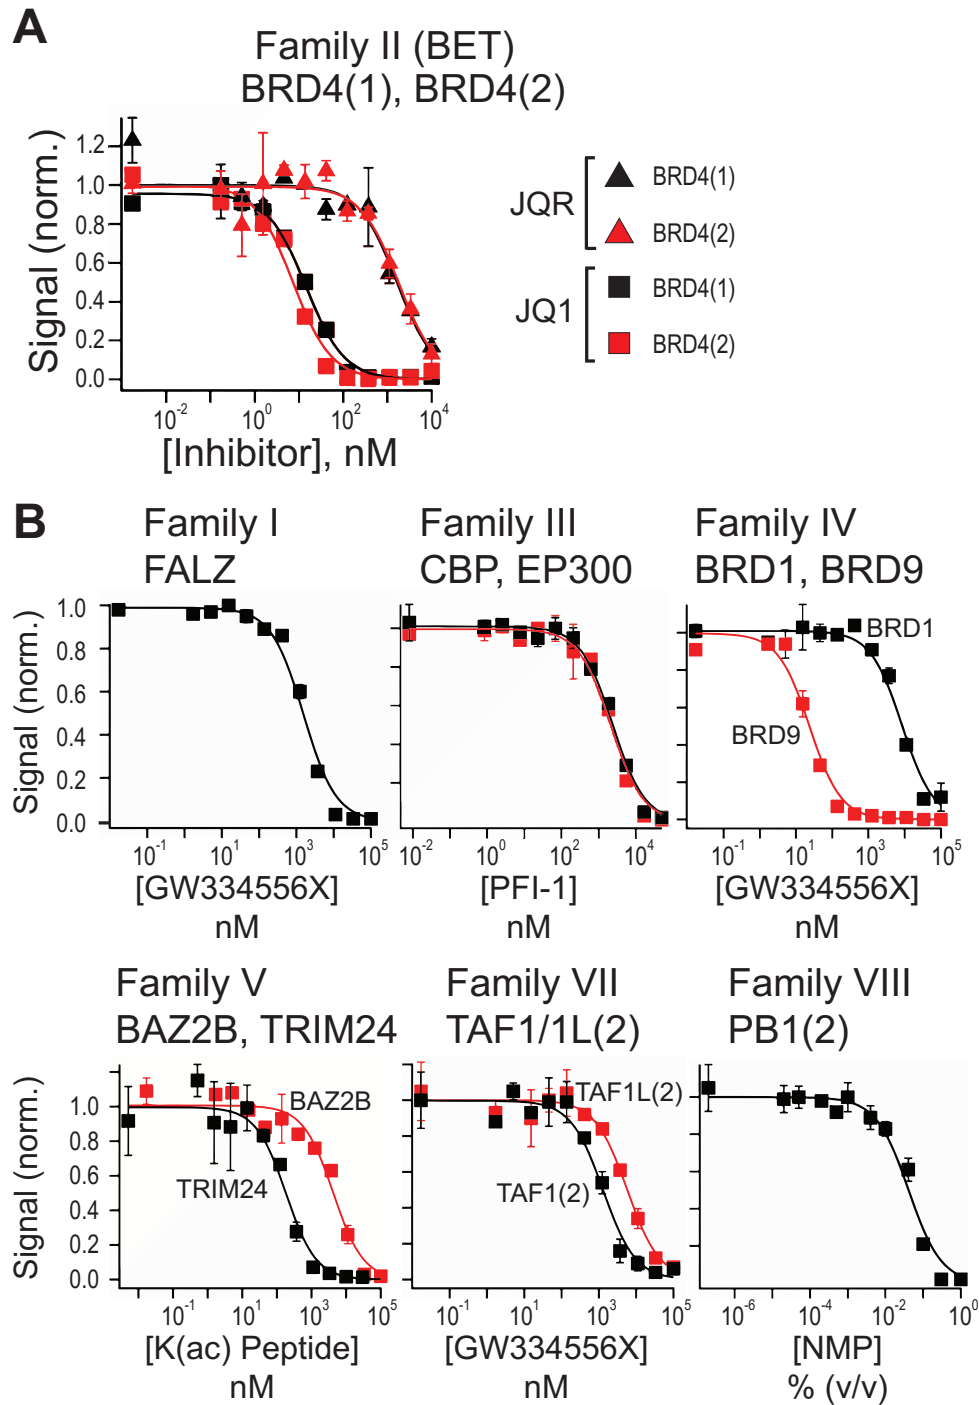 A
Family II (BET)
BRD4(1), BRD4(2)
Signal (norm.)
1.2
1.0
0.8
0.6
0.4
0.2
0.0
10-2
100
102
104
[Inhibitor], nM
JQR
BRD4(1)
BRD4(2)
JQ1
BRD4(1)
BRD4(2)
B
Family I
FALZ
Signal (norm.)
1.0
0.8
0.6
0.4
0.2
0.0
10-1
101
103
105
[GW334556X]
nM
Family III
CBP, EP300
10-2
100
102
104
[PFI-1]
nM
Family IV
BRD1, BRD9
BRD1
BRD9
10-1
101
103
105
[GW334556X]
nM
Family V
BAZ2B, TRIM24
Signal (norm.)
1.0
0.8
0.6
0.4
0.2
0.0
BAZ2B
TRIM24
10-1
101
103
105
[K(ac) Peptide]
nM
Family VII
TAF1/1L(2)
TAF1L(2)
TAF1(2)
10-1
101
103
105
[GW334556X]
nM
Family VIII
PB1(2)
10-6
10-4
10-2
100
[NMP]
% (v/v)